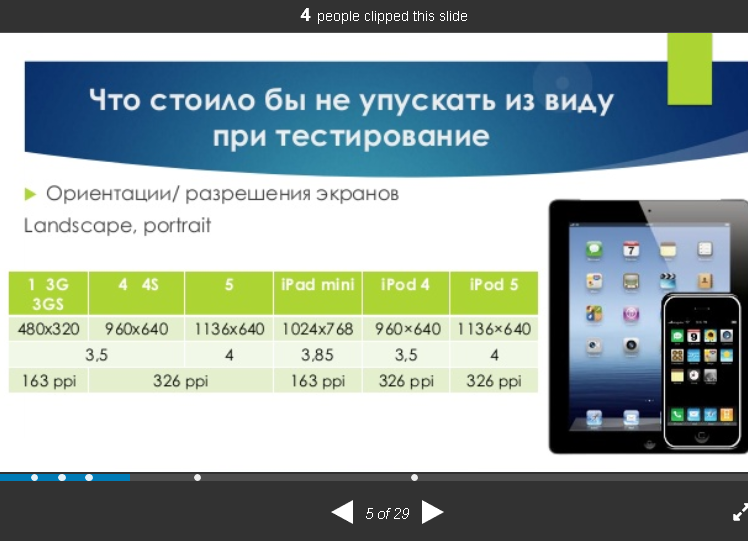 4 people clipped this slide
Что стоило бы не упускать из виду
при тестирование
Ориентации/ разрешения экранов
Landscape, portrait
1 3G 4 4S 5 iPad mini iPod 4 iPod 5
3GS
480x320 960x640 1136x640 1024x768 960×640 1136×640
3,5 4 3,85 3,5 4
163 ppi 326 ppi 163 ppi 326 ppi 326 ppi
5 of 29